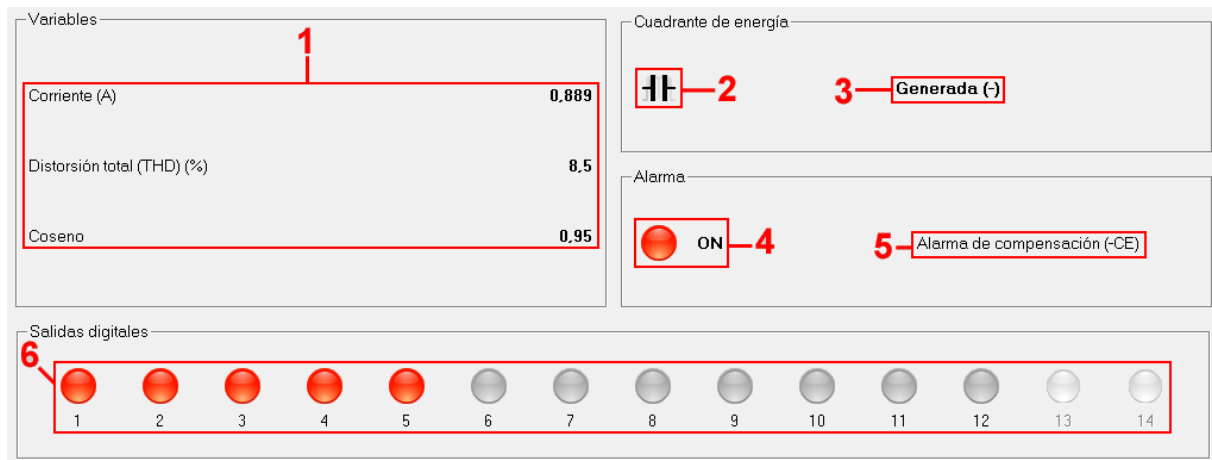 Variables
1
Corriente (A) 0,889
Distorsión total (THD) (%) 8,5
Coseno 0,95
Cuadrante de energía
2 3 Generada (-)
Alarma
ON 4 5 Alarma de compensación (-CE)
Salidas digitales
6
1 2 3 4 5 6 7 8 9 10 11 12 13 14